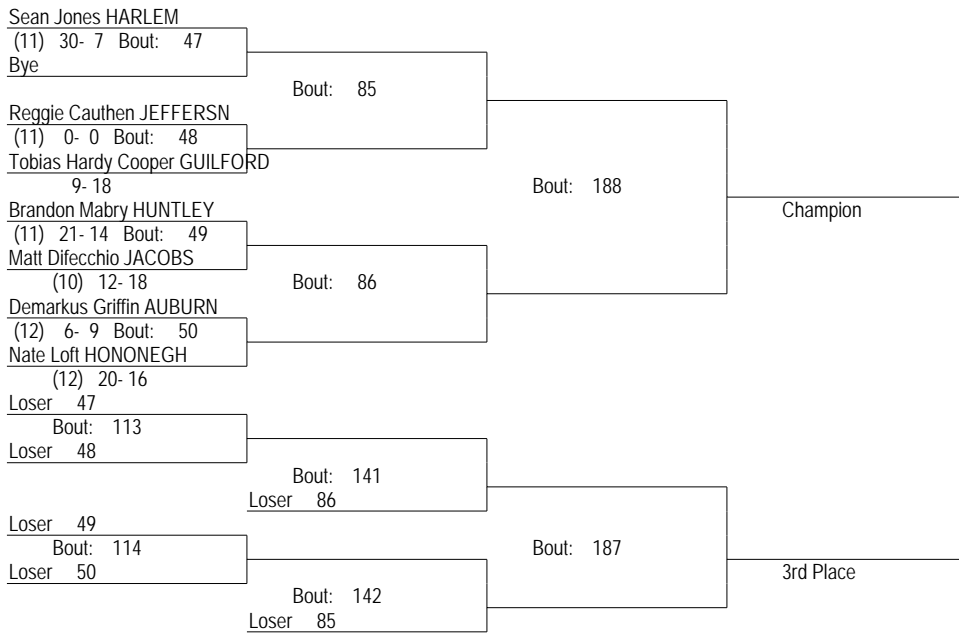 Sean Jones HARLEM
(11) 30- 7 Bout: 47
Bye
Bout: 85
Reggie Cauthen JEFFERSN
(11) 0- 0 Bout: 48
Tobias Hardy Cooper GUILFORD
9- 18
Bout: 188
Brandon Mabry HUNTLEY
Champion
(11) 21- 14 Bout: 49
Matt Difecchio JACOBS
(10) 12- 18
Bout: 86
Demarkus Griffin AUBURN
(12) 6- 9 Bout: 50
Nate Loft HONONEGH
(12) 20- 16
Loser 47
Bout: 113
Loser 48
Bout: 141
Loser 86
Loser 49
Bout: 114
Bout: 187
Loser 50
3rd Place
Bout: 142
Loser 85